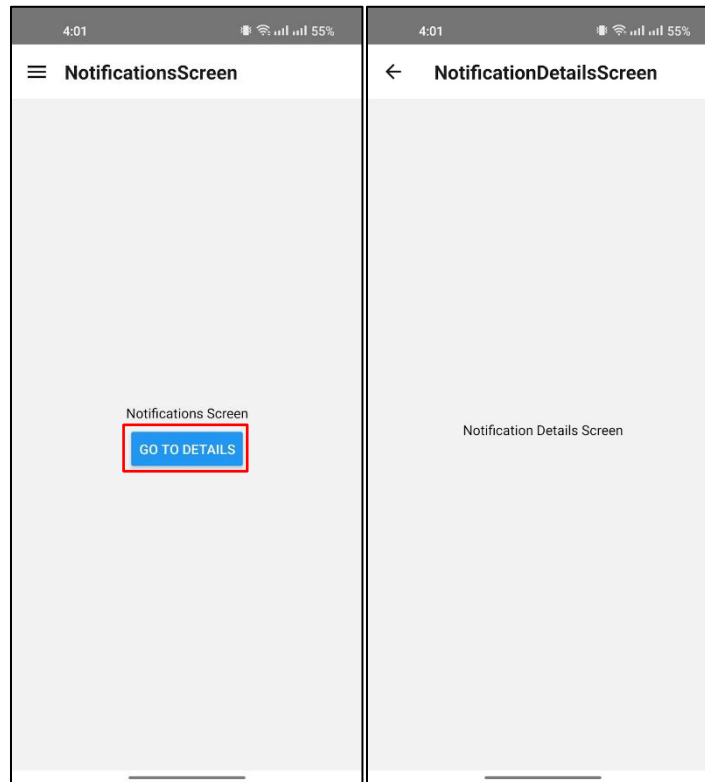 4:01 55%
NotificationsScreen
Notifications Screen
GO TO DETAILS
4:01 55%
NotificationDetailsScreen
Notification Details Screen